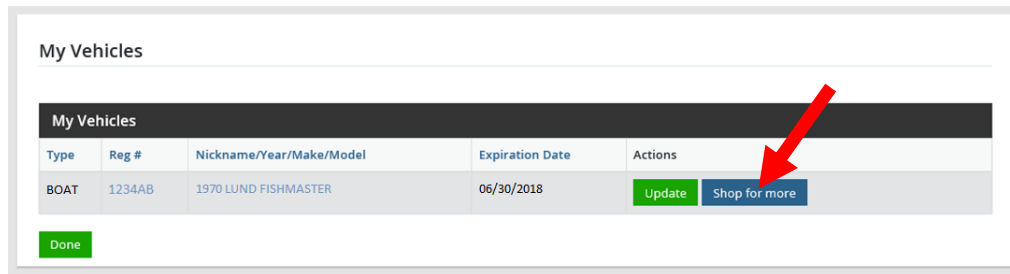 My Vehicles
My Vehicles
Type Reg # Nickname/Year/Make/Model Expiration Date Actions
BOAT 1234AB 1970 LUND FISHMASTER 06/30/2018 Update Shop for more
Done